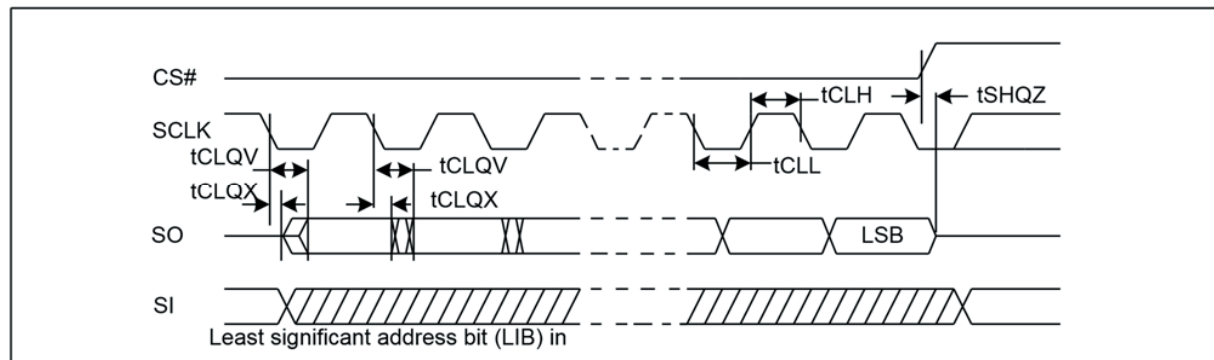 CS#
tCLH
tSHQZ
SCLK
tCLQV
tCLQV
tCLL
tCLQX
tCLQX
SO
LSB
SI
Least significant address bit (LIB) in